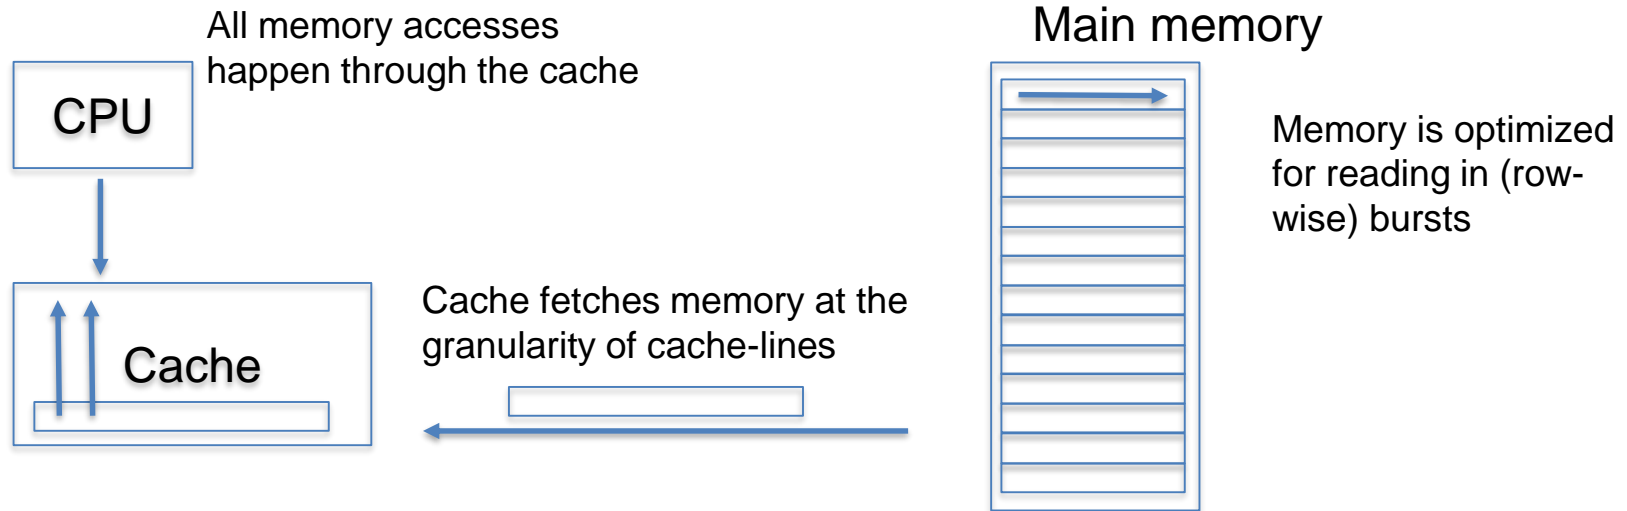 All memory accesses
happen through the cache
Main memory
CPU
Memory is optimized
for reading in (row-
wise) bursts
Cache fetches memory at the
granularity of cache-lines
Cache